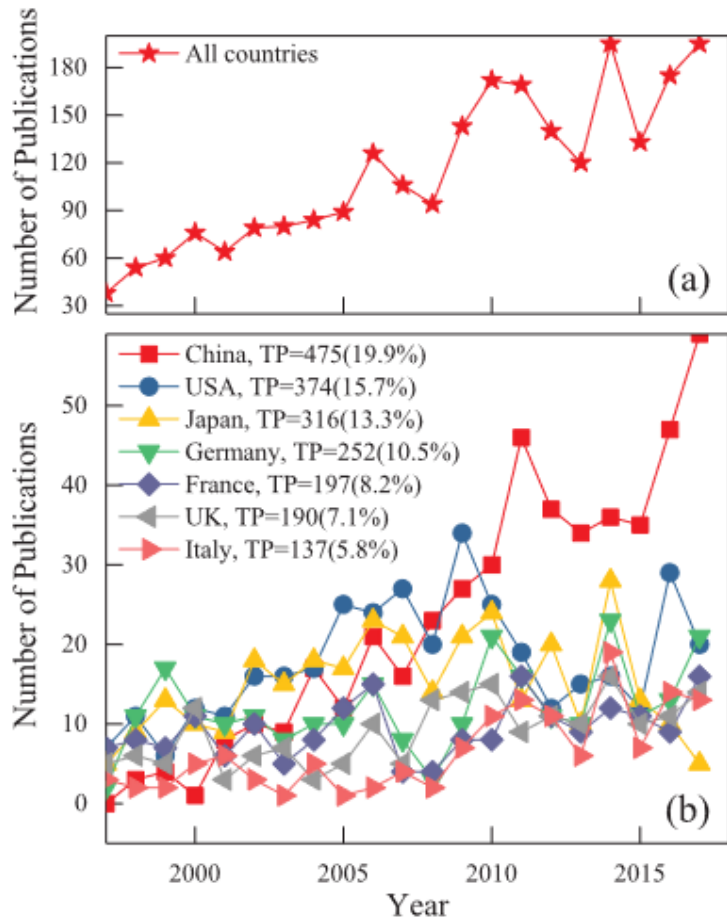 All countries
180
150
120
90
60
30
Number of Publications
(a)
China, TP=475(19.9%)
USA, TP=374(15.7%)
Japan, TP=316(13.3%)
Germany, TP=252(10.5%)
France, TP=197(8.2%)
UK, TP=190(7.1%)
Italy, TP=137(5.8%)
50
40
30
20
10
0
Number of Publications
(b)
2000 2005 2010 2015
Year